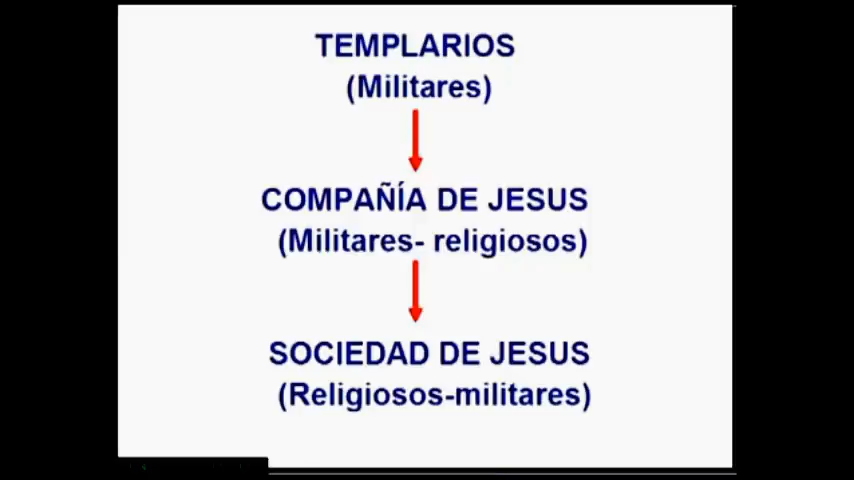 TEMPLARIOS
(Militares)
COMPAÑÍA DE JESUS
(Militares- religiosos)
SOCIEDAD DE JESUS
(Religiosos-militares)